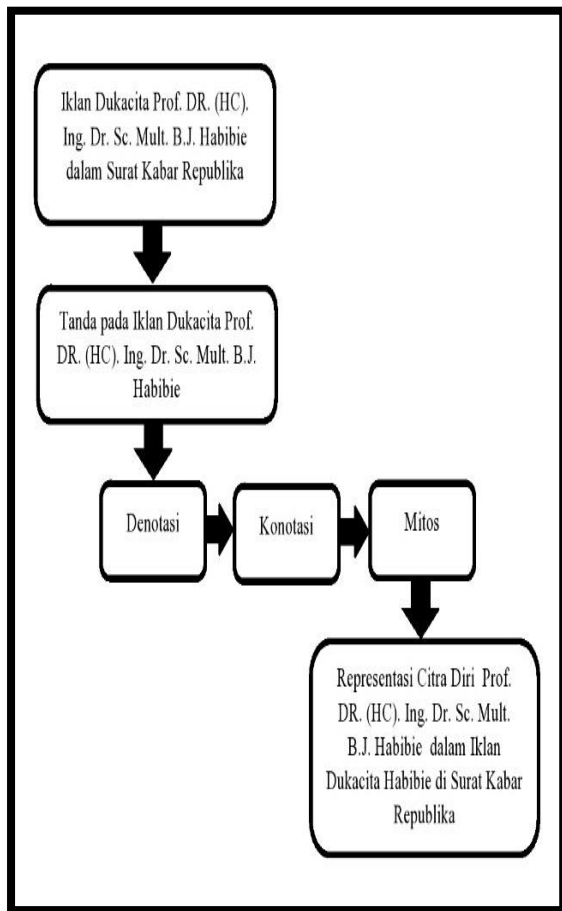 Iklan Dukacita Prof. DR. (HC).
Ing. Dr. Sc. Mult. B.J. Habibie
dalam Surat Kabar Republika
Tanda pada Iklan Dukacita Prof.
DR. (HC). Ing. Dr. Sc. Mult. B.J.
Habibie
Denotasi
Konotasi
Mitos
Representasi Citra Diri Prof.
DR. (HC). Ing. Dr. Sc. Mult.
B.J. Habibie dalam Iklan
Dukacita Habibie di Surat Kabar
Republika